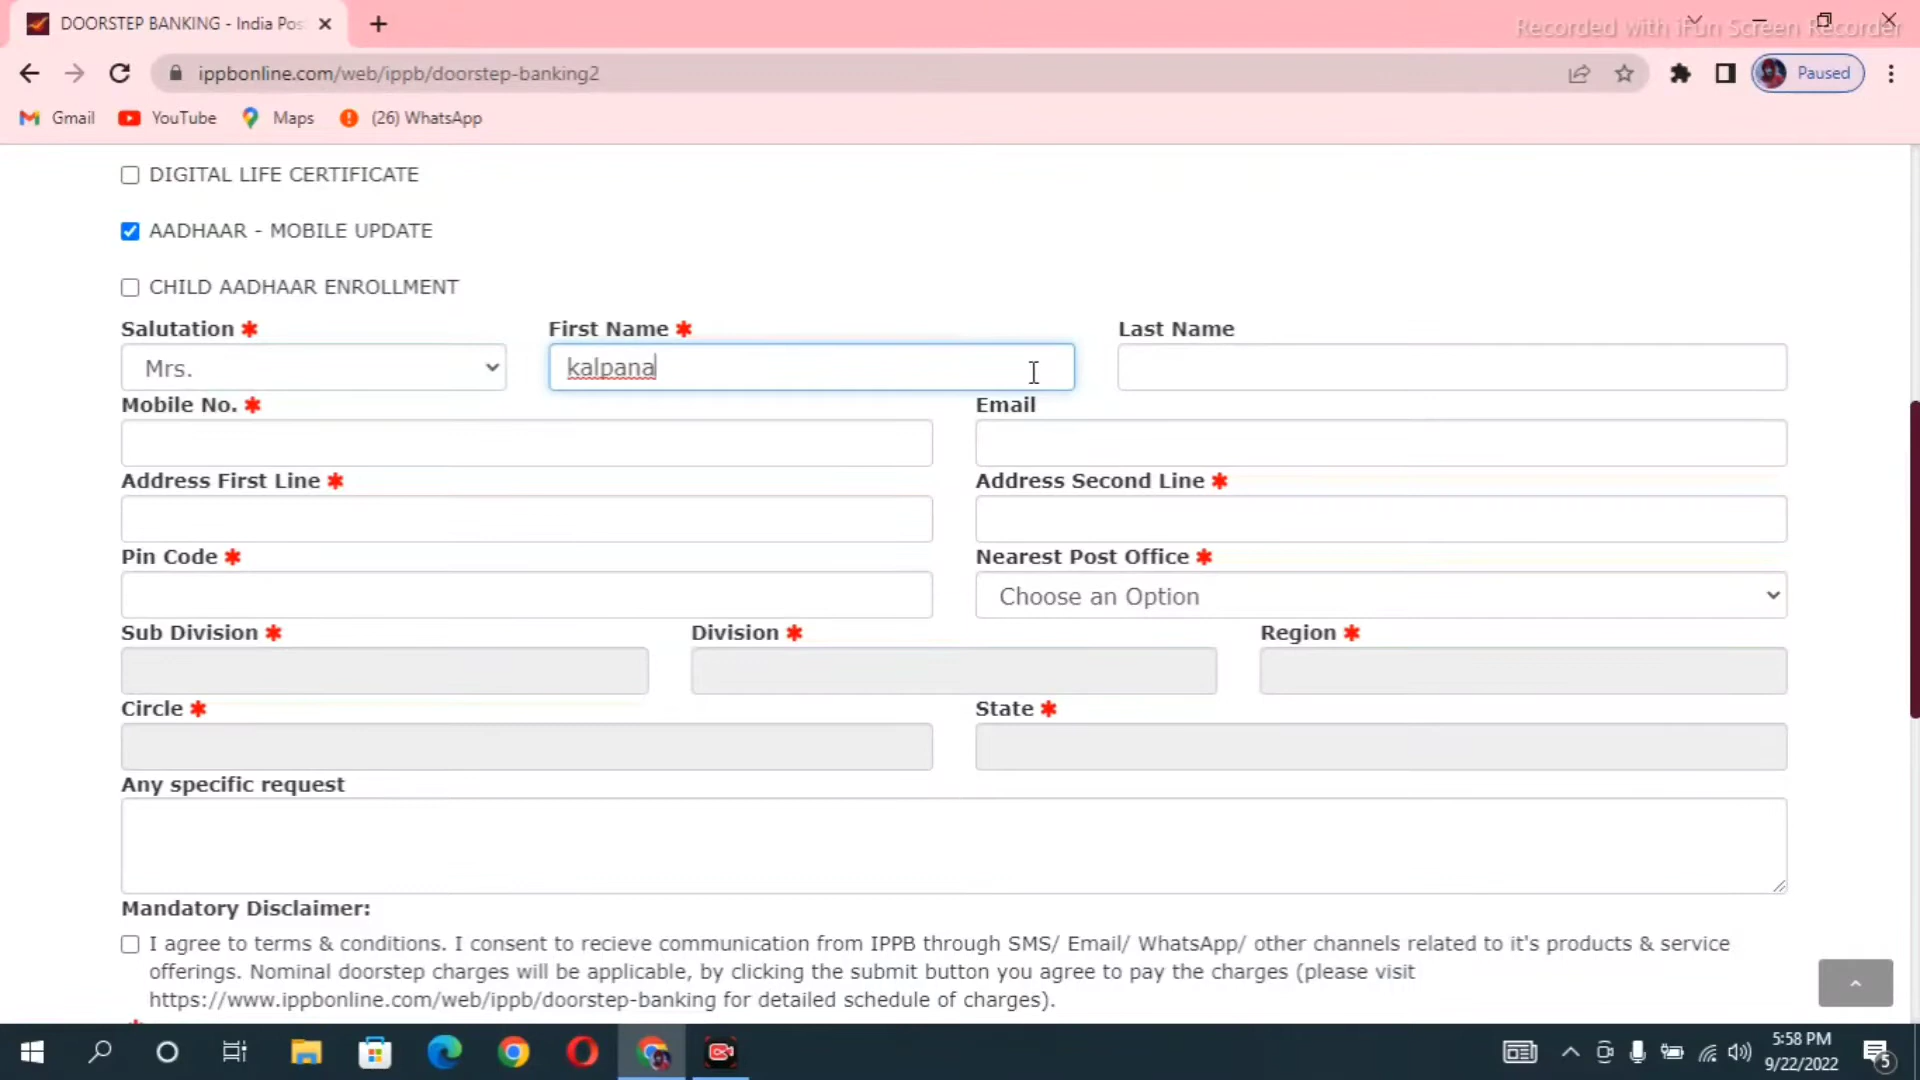 DOORSTEP BANKING - India Pos
Recorded with iFun Screen Recorder
ippbonline.com/web/ippb/doorstep-banking2
Paused
Gmail
YouTube
Maps
(26) WhatsApp
DIGITAL LIFE CERTIFICATE
AADHAAR - MOBILE UPDATE
CHILD AADHAAR ENROLLMENT
Salutation ✱ First Name ✱ Last Name
Mrs. kalpana
Mobile No. ✱ Email
Address First Line ✱ Address Second Line ✱
Pin Code ✱ Nearest Post Office ✱
Choose an Option
Sub Division ✱ Division ✱ Region ✱
Circle ✱ State ✱
Any specific request
Mandatory Disclaimer:
I agree to terms & conditions. I consent to recieve communication from IPPB through SMS/ Email/ WhatsApp/ other channels related to it's products & service
offerings. Nominal doorstep charges will be applicable, by clicking the submit button you agree to pay the charges (please visit
https://www.ippbonline.com/web/ippb/doorstep-banking for detailed schedule of charges).
5:58 PM
9/22/2022
5